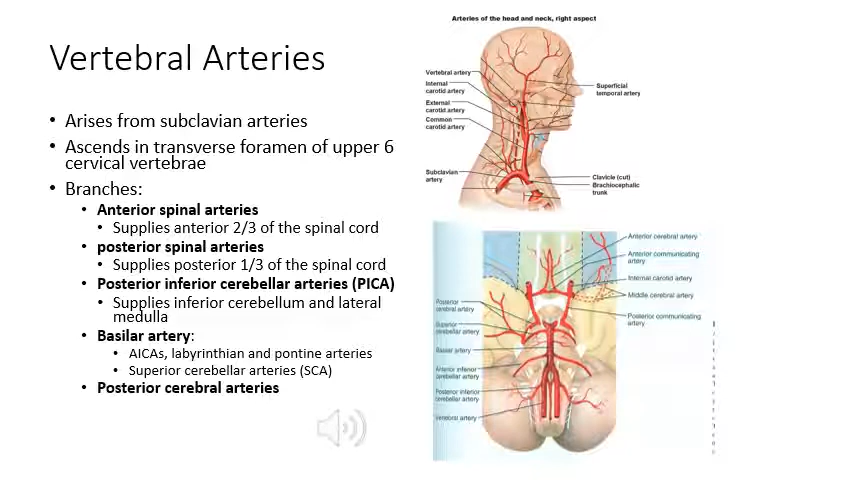 Vertebral Arteries
• Arises from subclavian arteries
• Ascends in transverse foramen of upper 6
cervical vertebrae
• Branches:
• Anterior spinal arteries
• Supplies anterior 2/3 of the spinal cord
• posterior spinal arteries
• Supplies posterior 1/3 of the spinal cord
• Posterior inferior cerebellar arteries (PICA)
• Supplies inferior cerebellum and lateral
medulla
• Basilar artery:
• AICAs, labyrinthian and pontine arteries
• Superior cerebellar arteries (SCA)
• Posterior cerebral arteries
Arteries of the head and neck, right aspect
Vertebral artery
Internal
carotid artery
External
carotid artery
Common
carotid artery
Subclavian
artery
Superficial
temporal artery
Clavicle (cut)
Brachiocephalic
trunk
Anterior cerebral artery
Anterior communicating
artery
Internal carotid artery
Middle cerebral artery
Posterior communicating
artery
Posterior
cerebral artery
Superior
cerebellar artery
Basilar artery
Anterior inferior
cerebellar artery
Posterior inferior
cerebellar artery
Vertebral artery